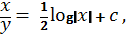 x/y = 1/2 log|x| + c ,